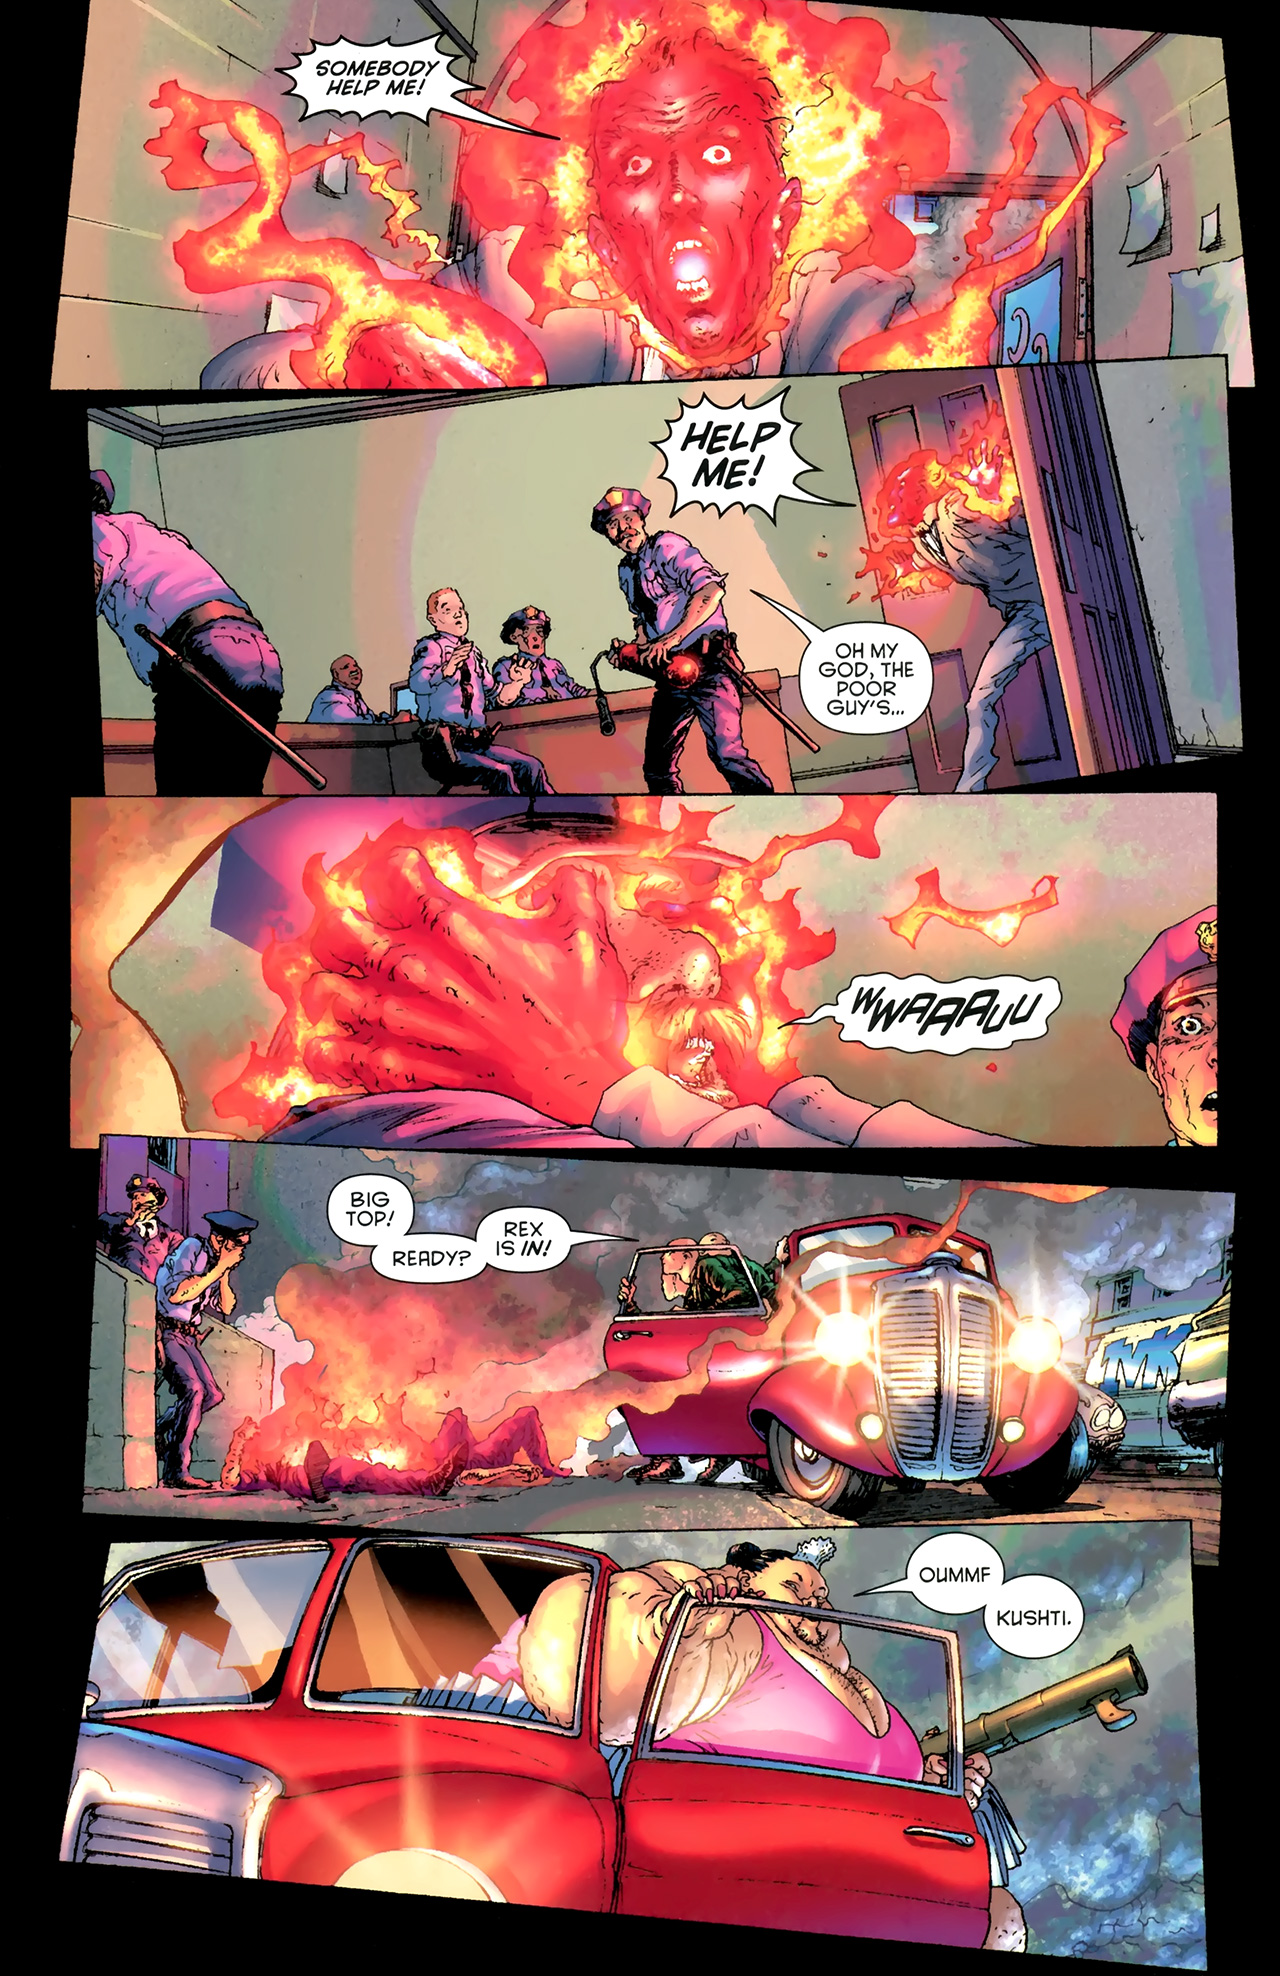 SOMEBODY
HELP ME!
HELP
ME!
OH MY
GOD, THE
POOR
GUY'S...
WWAAAAUU
BIG
TOP!
READY?
REX
IS IN!
OUMMF
KUSHTI.